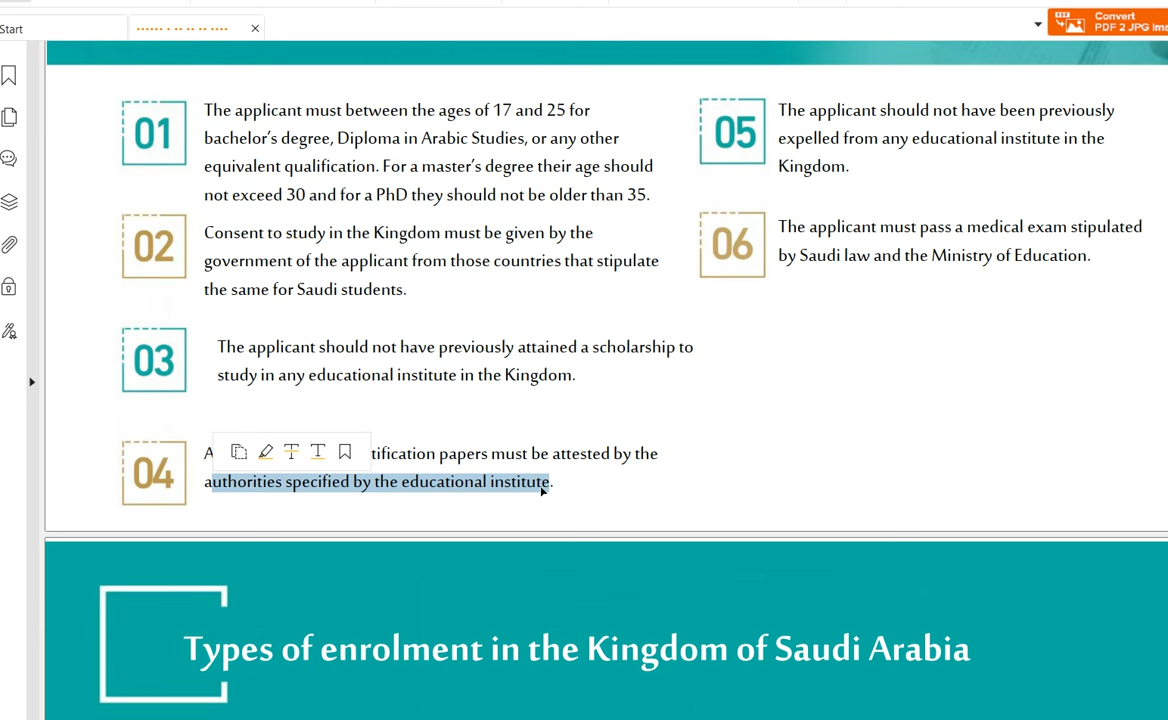 Start
Convert
PDF 2 JPG Ima
01
The applicant must between the ages of 17 and 25 for
bachelor's degree, Diploma in Arabic Studies, or any other
equivalent qualification. For a master's degree their age should
not exceed 30 and for a PhD they should not be older than 35.
02
Consent to study in the Kingdom must be given by the
government of the applicant from those countries that stipulate
the same for Saudi students.
03
The applicant should not have previously attained a scholarship to
study in any educational institute in the Kingdom.
04
A tification papers must be attested by the
authorities specified by the educational institute.
05
The applicant should not have been previously
expelled from any educational institute in the
Kingdom.
06
The applicant must pass a medical exam stipulated
by Saudi law and the Ministry of Education.
Types of enrolment in the Kingdom of Saudi Arabia